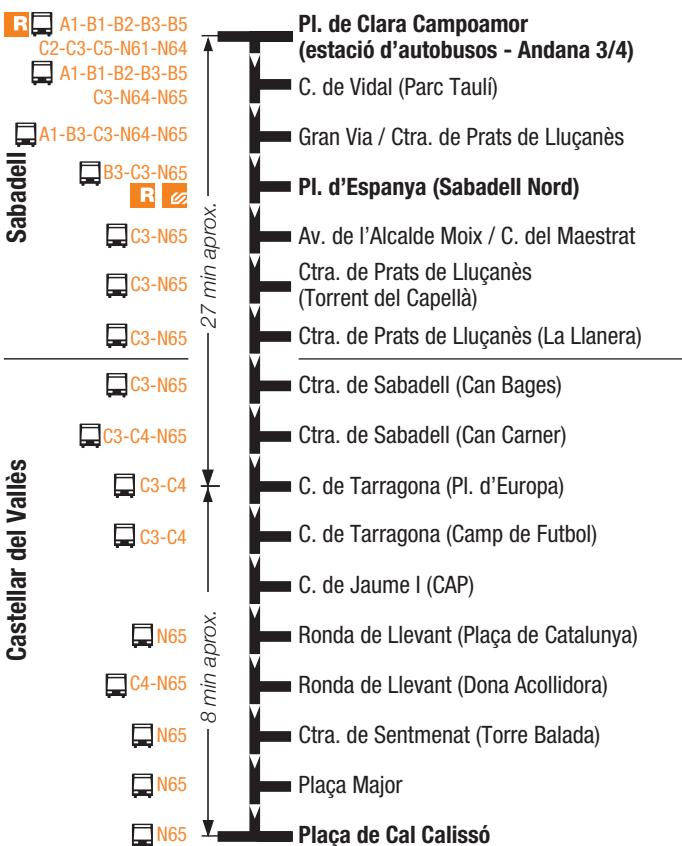 R A1-B1-B2-B3-B5
C2-C3-C5-N61-N64
Pl. de Clara Campoamor
(estació d’autobusos - Andana 3/4)
A1-B1-B2-B3-B5
C3-N64-N65
C. de Vidal (Parc Taulí)
A1-B3-C3-N64-N65
Gran Via / Ctra. de Prats de Lluçanès
B3-C3-N65
R
Pl. d’Espanya (Sabadell Nord)
Sabadell
C3-N65
Av. de l’Alcalde Moix / C. del Maestrat
27 min aprox.
C3-N65
Ctra. de Prats de Lluçanès
(Torrent del Capellà)
C3-N65
Ctra. de Prats de Lluçanès (La Llanera)
C3-N65
Ctra. de Sabadell (Can Bages)
C3-C4-N65
Ctra. de Sabadell (Can Carner)
C3-C4
C. de Tarragona (Pl. d’Europa)
C3-C4
C. de Tarragona (Camp de Futbol)
Castellar del Vallès
C. de Jaume I (CAP)
N65
Ronda de Llevant (Plaça de Catalunya)
8 min aprox.
C4-N65
Ronda de Llevant (Dona Acollidora)
N65
Ctra. de Sentmenat (Torre Balada)
N65
Plaça Major
N65
Plaça de Cal Calissó